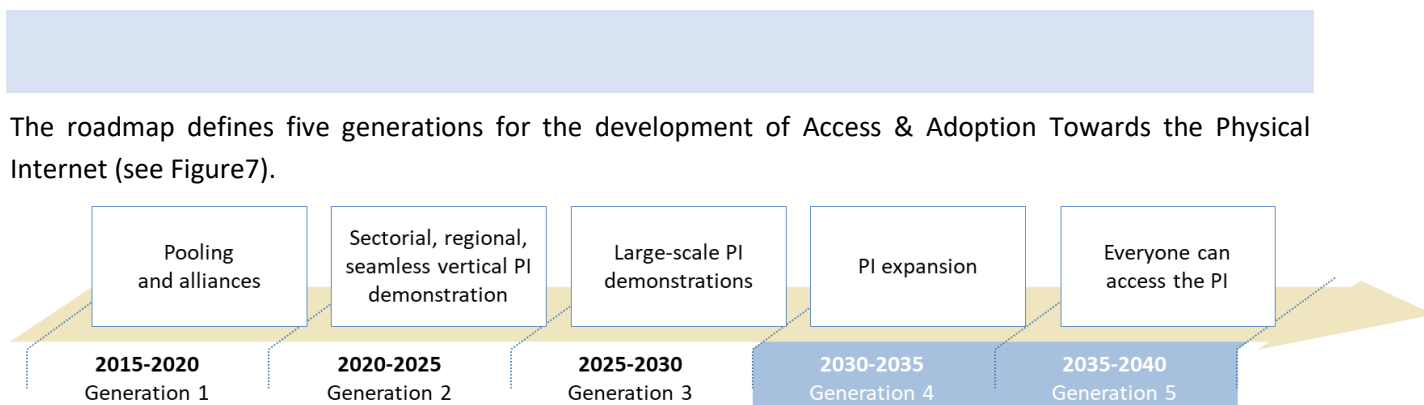 The roadmap defines five generations for the development of Access & Adoption Towards the Physical
Internet (see Figure7).
Pooling
and alliances
Sectorial, regional,
seamless vertical PI
demonstration
Large-scale PI
demonstrations
PI expansion
Everyone can
access the PI
2015-2020
Generation 1
2020-2025
Generation 2
2025-2030
Generation 3
2030-2035
Generation 4
2035-2040
Generation 5